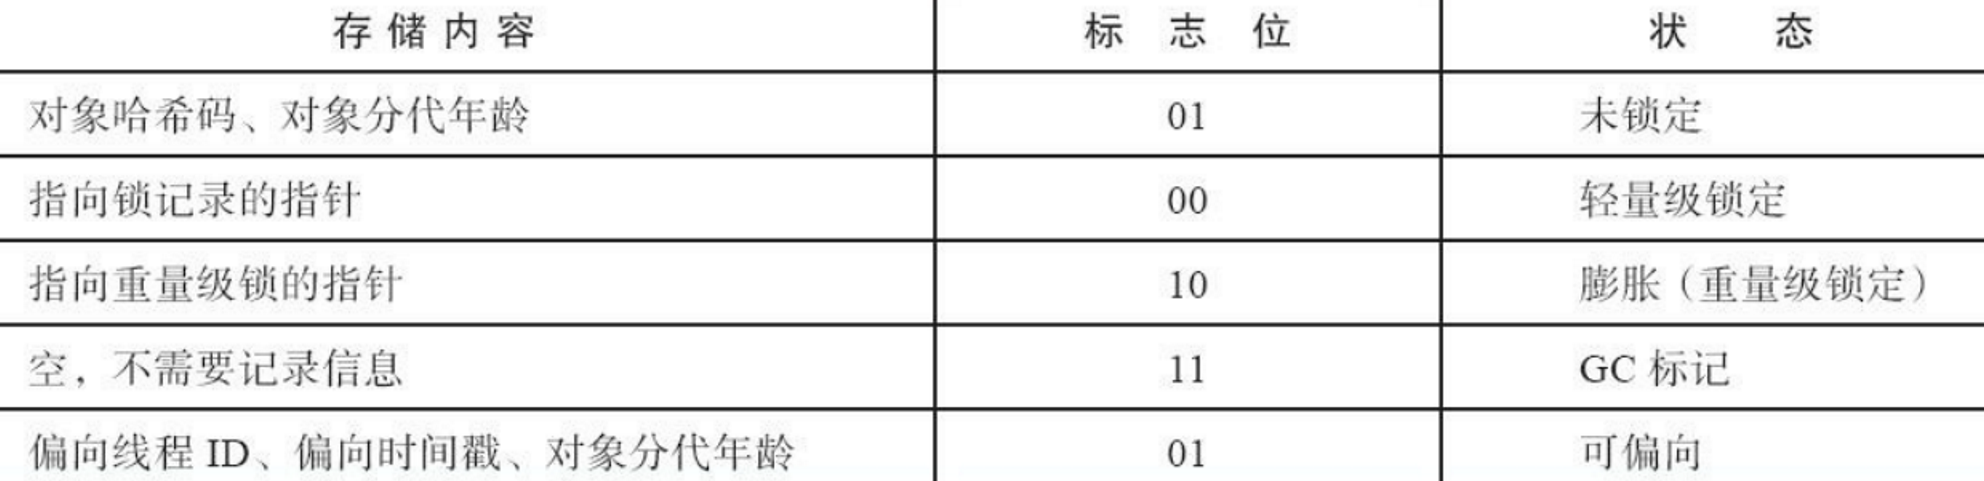 存储内容 标志位 状态
对象哈希码、对象分代年龄 01 未锁定
指向锁记录的指针 00 轻量级锁定
指向重量级锁的指针 10 膨胀（重量级锁定）
空，不需要记录信息 11 GC 标记
偏向线程 ID、偏向时间戳、对象分代年龄 01 可偏向